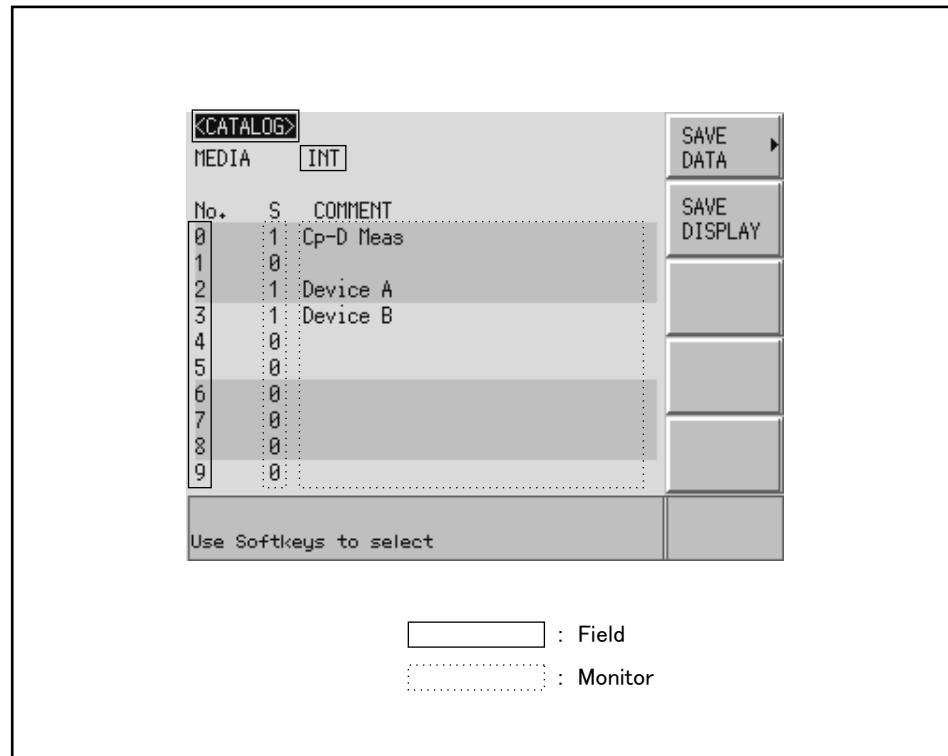 <CATALOG>
MEDIA INT
No. S COMMENT
0 1 Cp-D Meas
1 0
2 1 Device A
3 1 Device B
4 0
5 0
6 0
7 0
8 0
9 0
SAVE
DATA
SAVE
DISPLAY
Use Softkeys to select
: Field
: Monitor